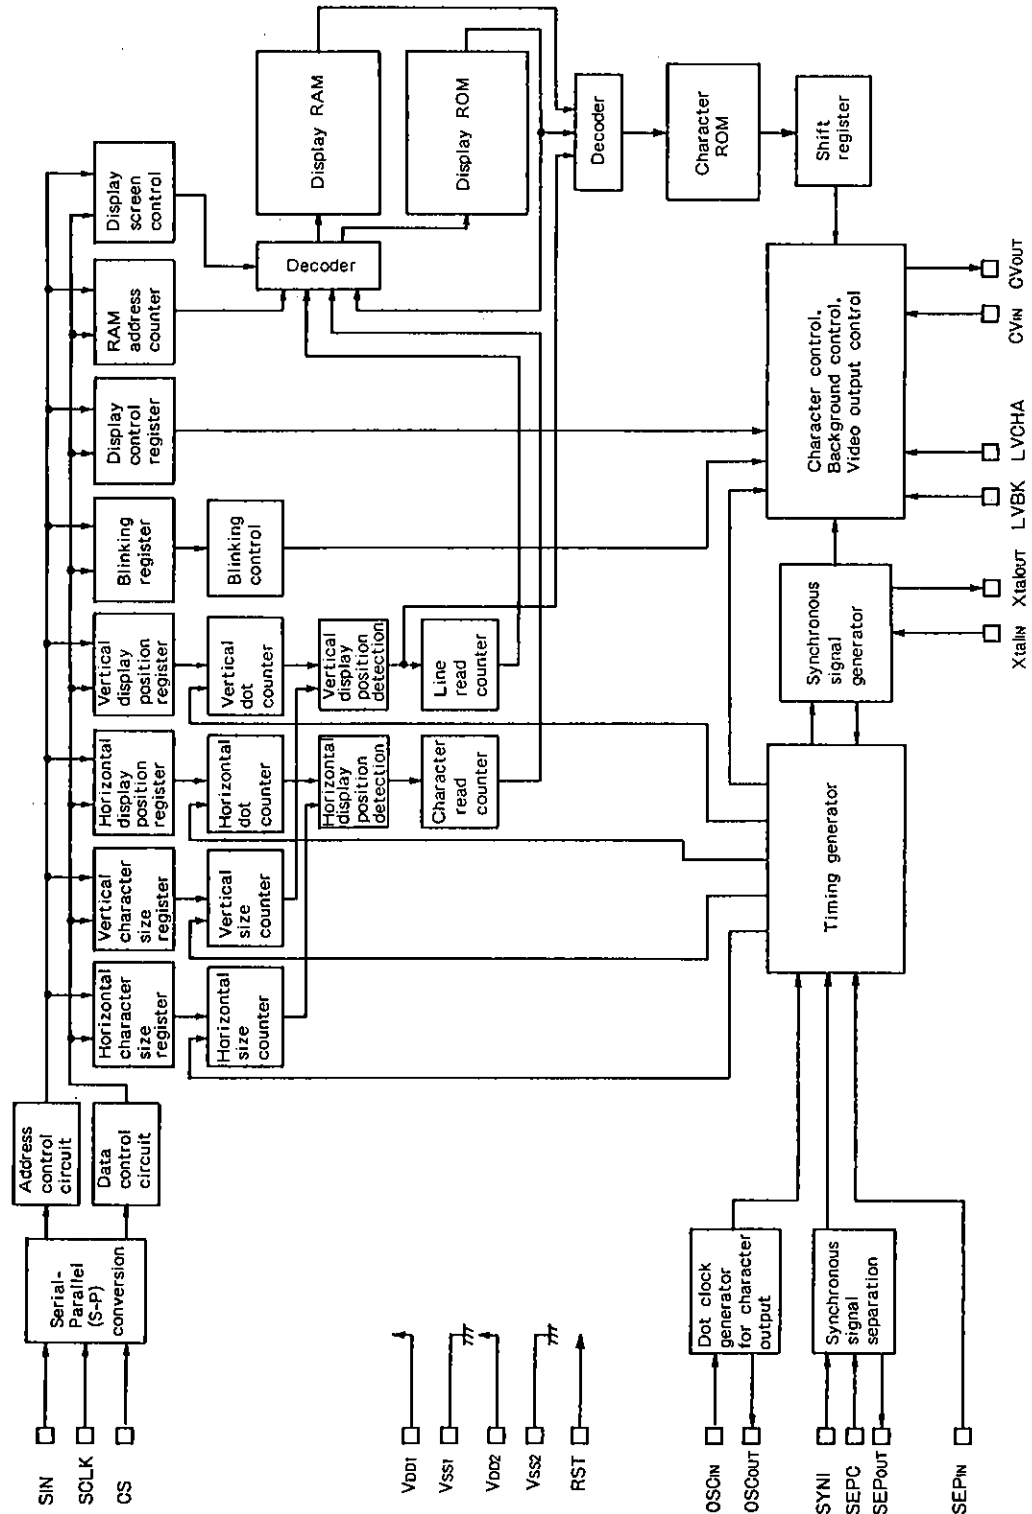 SIN
SCLK
CS
Serial-
Parallel
(S-P)
conversion
Address
control
circuit
Data
control
circuit
Horizontal
character
size
register
Vertical
character
size
register
Horizontal
display
position
register
Vertical
display
position
register
Blinking
register
Display
control
register
RAM
address
counter
Display
screen
control
Horizontal
size
counter
Vertical
size
counter
Horizontal
dot
counter
Vertical
dot
counter
Blinking
control
Horizontal
display
position
detection
Vertical
display
position
detection
Character
read
counter
Line
read
counter
Decoder
Display RAM
Display ROM
Decoder
Character
ROM
Shift
register
VDD1
VSS1
VDD2
VSS2
RST
OSCIN
OSCOUT
Dot clock
generator
for character
output
SYNI
SEPC
SEPOUT
Synchronous
signal
separation
SEPIN
Timing generator
Synchronous
signal
generator
Character control.
Background control.
Video output control
XtalIN
XtalOUT
LVBK
LVCHA
CVIN
CVOUT